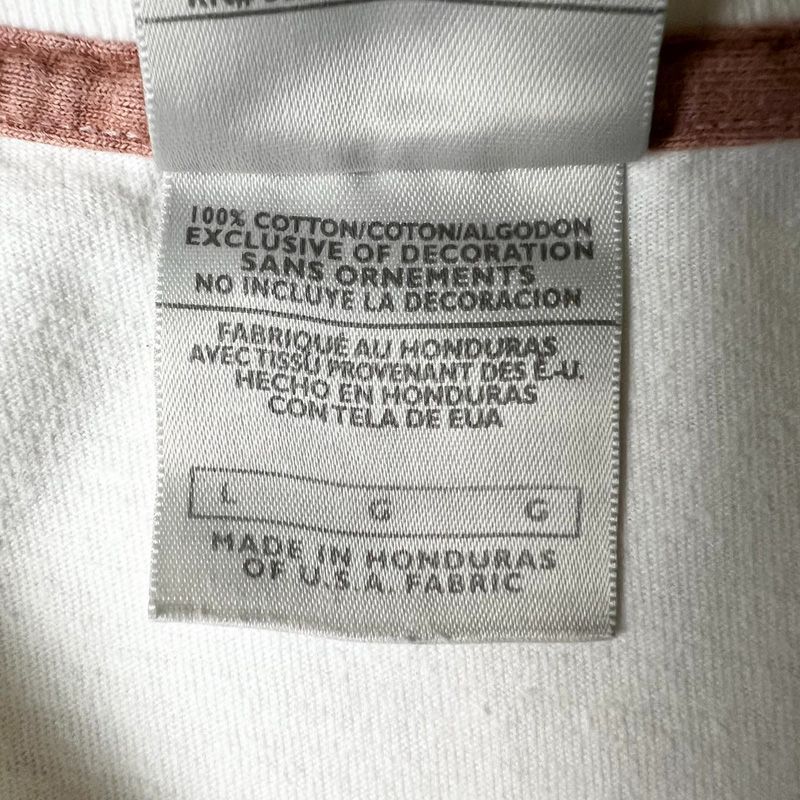 100% COTTON/COTON/ALGODON
EXCLUSIVE OF DECORATION
SANS ORNEMENTS
NO INCLUYE LA DECORACION
FABRIQUÉ AU HONDURAS
AVEC TISSU PROVENANT DES É.-U.
HECHO EN HONDURAS
CON TELA DE EUA
L G G
MADE IN HONDURAS
OF U.S.A. FABRIC